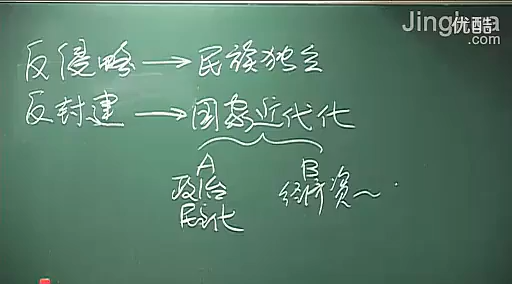 Jinghua
优酷
.com
反侵略→民族独立
反封建→国家近代化
A B
政治 经济资～
民主化